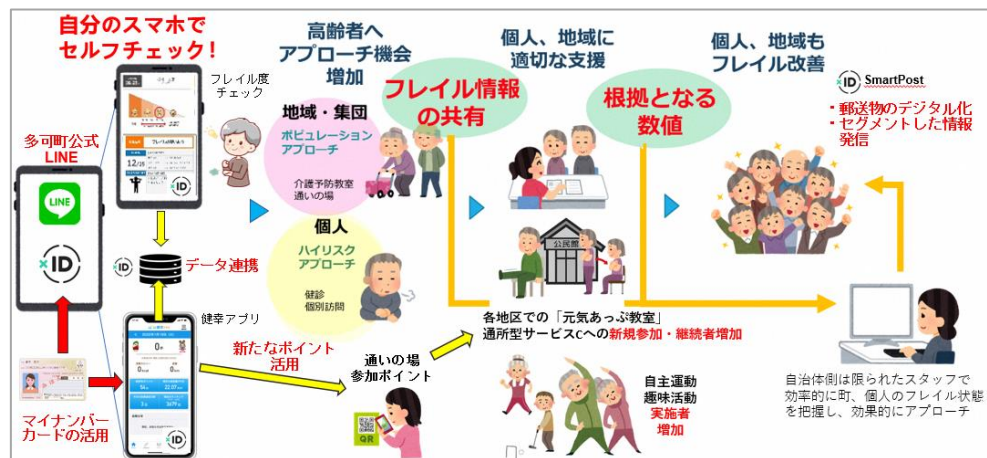 自分のスマホで
セルフチェック！
フレイル度
チェック
多可町公式
LINE
LINE
×ID
12/18
×ID
×ID
データ連携
健幸アプリ
×ID
マイナンバー
カードの活用
高齢者へ
アプローチ機会
増加
地域・集団
ポピュレーション
アプローチ
介護予防教室
通いの場
個人
ハイリスク
アプローチ
健診
個別訪問
新たなポイント
活用
通いの場
参加ポイント
QR
フレイル情報
の共有
個人、地域に
適切な支援
公民館
各地区での「元気あっぷ教室」
通所型サービスCへの新規参加・継続者増加
自主運動
趣味活動
実施者
増加
根拠となる
数値
個人、地域も
フレイル改善
×ID SmartPost
・郵送物のデジタル化
・セグメントした情報
発信
自治体側は限られたスタッフで
効率的に町、個人のフレイル状態
を把握し、効果的にアプローチ